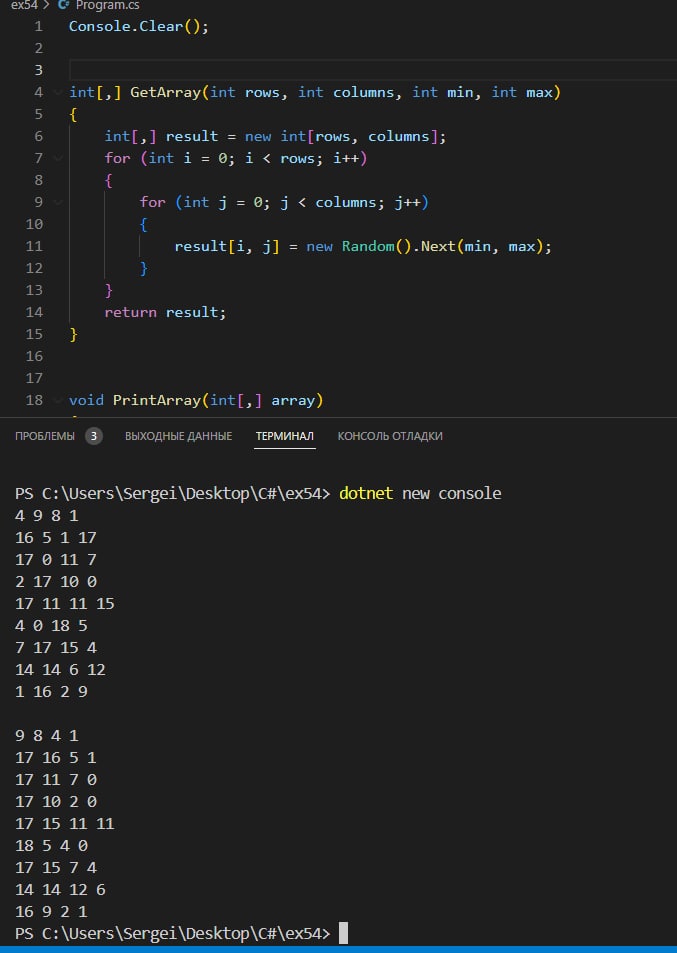 ex54 > Program.cs
1 Console.Clear();
2
3
4 int[,] GetArray(int rows, int columns, int min, int max)
5 {
6 int[,] result = new int[rows, columns];
7 for (int i = 0; i < rows; i++)
8 {
9 for (int j = 0; j < columns; j++)
10 {
11 result[i, j] = new Random().Next(min, max);
12 }
13 }
14 return result;
15 }
16
17
18 void PrintArray(int[,] array)
ПРОБЛЕМЫ 3 ВЫХОДНЫЕ ДАННЫЕ ТЕРМИНАЛ КОНСОЛЬ ОТЛАДКИ
PS C:\Users\Sergei\Desktop\C#\ex54> dotnet new console
4 9 8 1
16 5 1 17
17 0 11 7
2 17 10 0
17 11 11 15
4 0 18 5
7 17 15 4
14 14 6 12
1 16 2 9
9 8 4 1
17 16 5 1
17 11 7 0
17 10 2 0
17 15 11 11
18 5 4 0
17 15 7 4
14 14 12 6
16 9 2 1
PS C:\Users\Sergei\Desktop\C#\ex54>